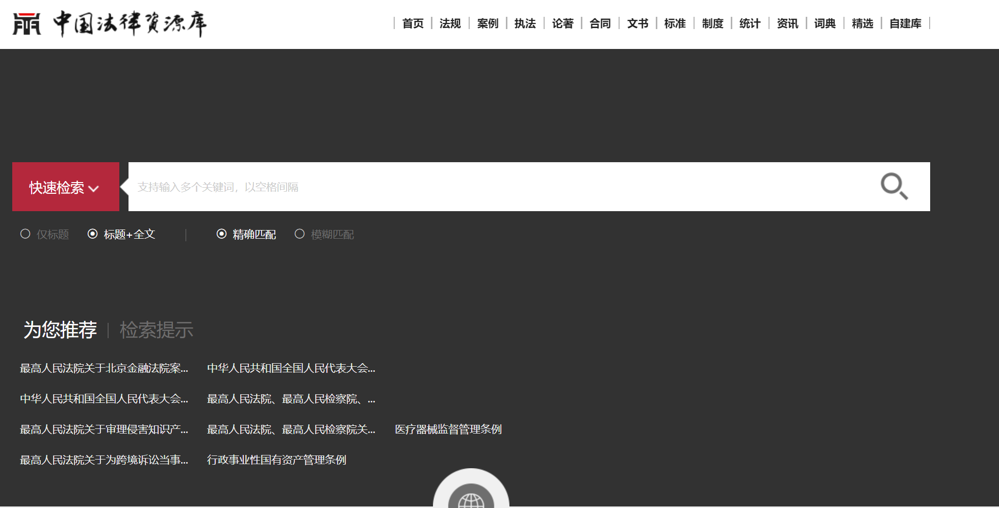 中国法律资源库
首页 法规 案例 执法 论著 合同 文书 标准 制度 统计 资讯 词典 精选 自建库
快速检索 支持输入多个关键词，以空格间隔
仅标题 标题+全文 精确匹配 模糊匹配
为您推荐 检索提示
最高人民法院关于北京金融法院案... 中华人民共和国全国人民代表大会...
中华人民共和国全国人民代表大会... 最高人民法院、最高人民检察院、...
最高人民法院关于审理侵害知识产... 最高人民法院、最高人民检察院关... 医疗器械监督管理条例
最高人民法院关于为跨境诉讼当事... 行政事业性国有资产管理条例